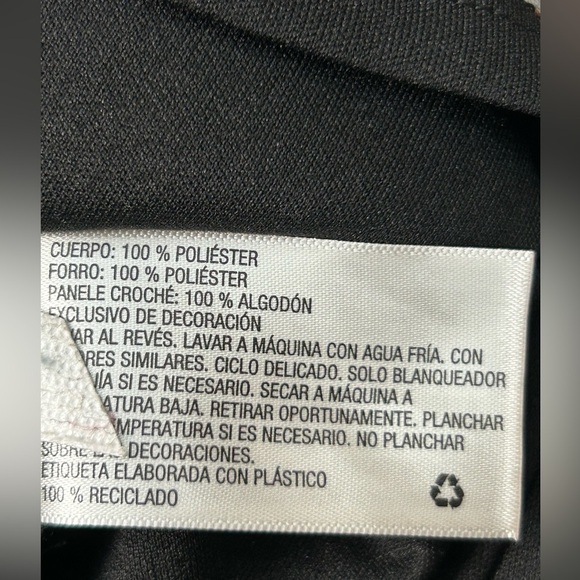 CUERPO: 100 % POLIÉSTER
FORRO: 100 % POLIÉSTER
PANELE CROCHÉ: 100 % ALGODÓN
EXCLUSIVO DE DECORACIÓN
AL REVÉS. LAVAR A MÁQUINA CON AGUA FRÍA. CON
SIMILARES. CICLO DELICADO. SOLO BLANQUEADOR
SI ES NECESARIO. SECAR A MÁQUINA A
BAJA. RETIRAR OPORTUNAMENTE. PLANCHAR
SI ES NECESARIO. NO PLANCHAR
SOBRE DECORACIONES.
ETIQUETA ELABORADA CON PLÁSTICO
100 % RECICLADO